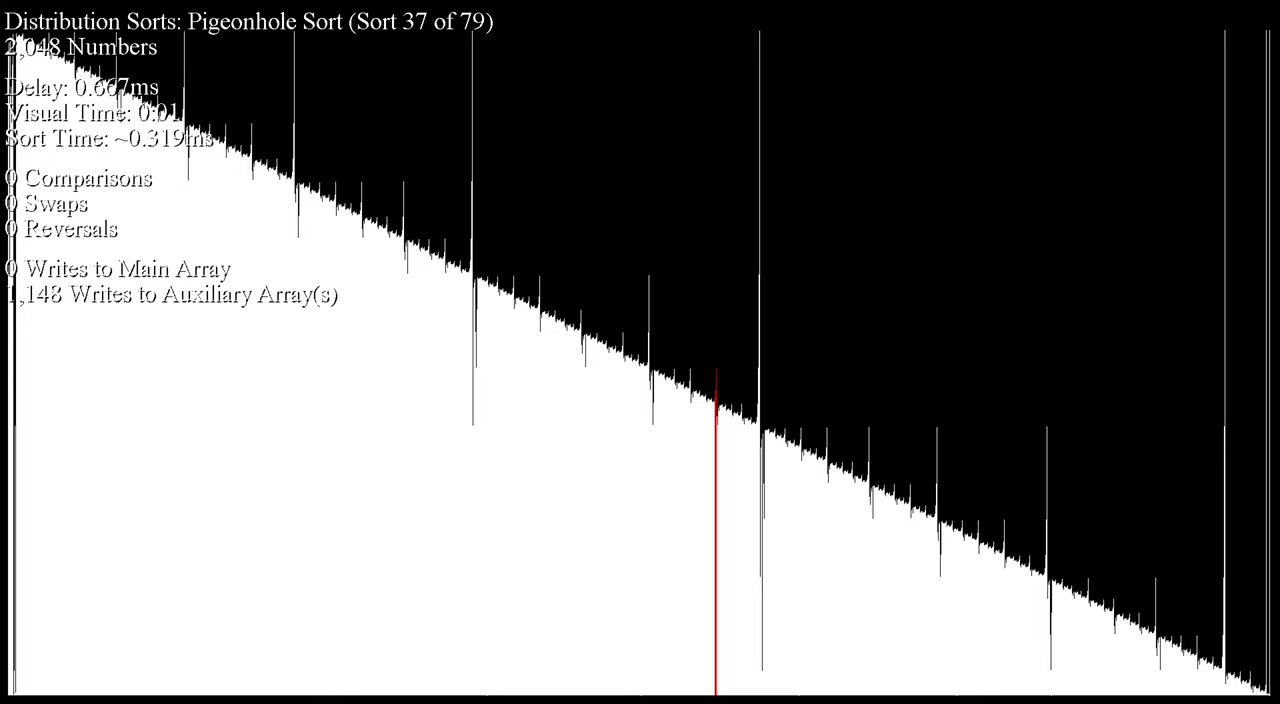 Distribution Sorts: Pigeonhole Sort (Sort 37 of 79)
2,048 Numbers
Delay: 0.667ms
Visual Time: 0:01
Sort Time: ~0.319ms
0 Comparisons
0 Swaps
0 Reversals
0 Writes to Main Array
1,148 Writes to Auxiliary Array(s)